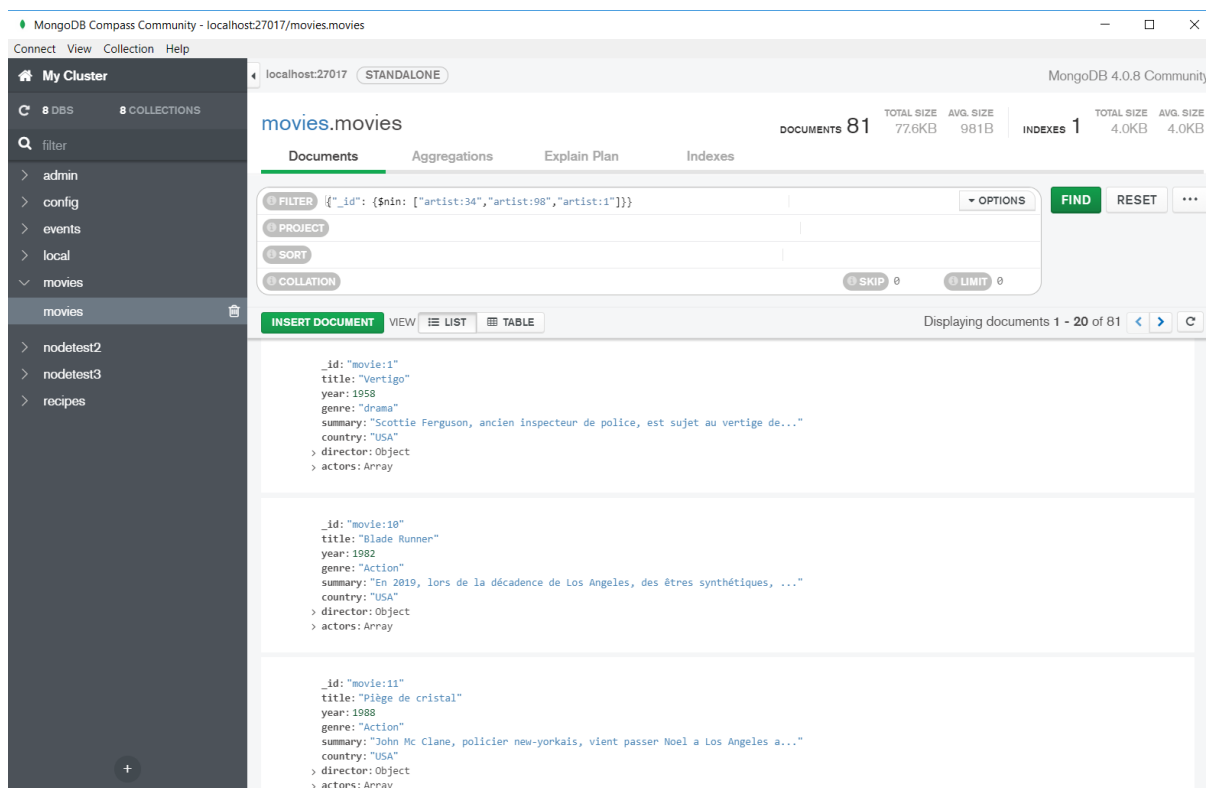 MongoDB Compass Community - localhost:27017/movies.movies
Connect View Collection Help
My Cluster
localhost:27017 STANDALONE MongoDB 4.0.8 Community
8 DBS 8 COLLECTIONS
filter
admin
config
events
local
movies
movies
nodetest2
nodetest3
recipes
movies.movies
DOCUMENTS 81 TOTAL SIZE 77.6KB AVG. SIZE 981B INDEXES 1 TOTAL SIZE 4.0KB AVG. SIZE 4.0KB
Documents Aggregations Explain Plan Indexes
FILTER {"_id": {$nin: ["artist:34","artist:98","artist:1"]}} OPTIONS FIND RESET ...
PROJECT
SORT
COLLATION SKIP 0 LIMIT 0
INSERT DOCUMENT VIEW LIST TABLE Displaying documents 1 - 20 of 81
_id: "movie:1"
title: "Vertigo"
year: 1958
genre: "drama"
summary: "Scottie Ferguson, ancien inspecteur de police, est sujet au vertige de..."
country: "USA"
director: Object
actors: Array
_id: "movie:10"
title: "Blade Runner"
year: 1982
genre: "Action"
summary: "En 2019, lors de la décadence de Los Angeles, des êtres synthétiques, ..."
country: "USA"
director: Object
actors: Array
_id: "movie:11"
title: "Piège de cristal"
year: 1988
genre: "Action"
summary: "John Mc Clane, policier new-yorkais, vient passer Noel a Los Angeles a..."
country: "USA"
director: Object
actors: Array